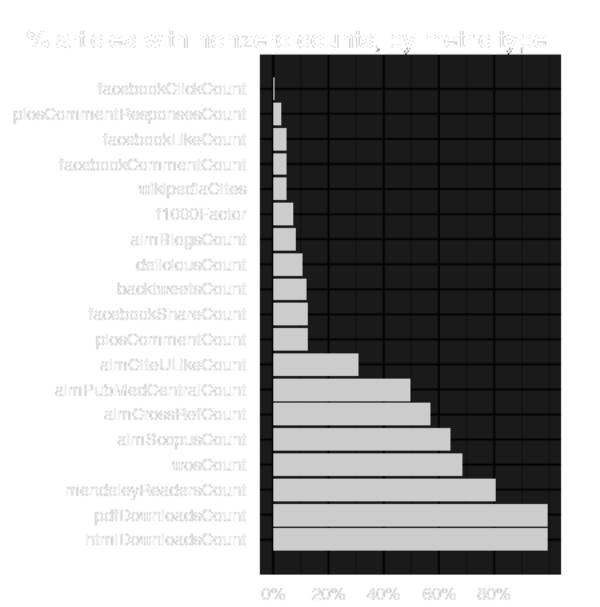 % articles with nonzero counts, by metric type
facebookClickCount
plosCommentResponsesCount
facebookLikeCount
facebookCommentCount
wikipediaCites
f1000Factor
almBlogsCount
deliciousCount
backtweetsCount
facebookShareCount
plosCommentCount
almCiteULikeCount
almPubMedCentralCount
almCrossRefCount
almScopusCount
wosCount
mendeleyReadersCount
pdfDownloadsCount
htmlDownloadsCount
0% 20% 40% 60% 80%